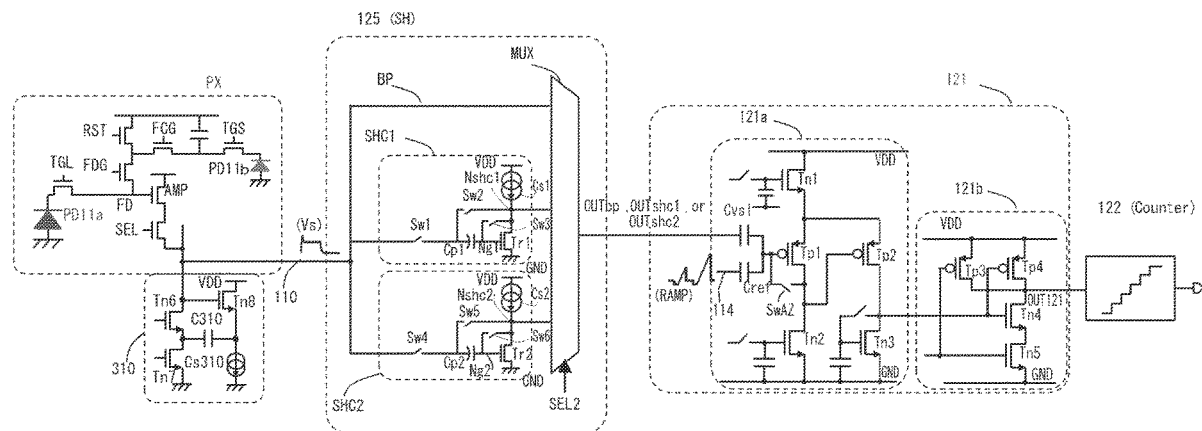 125 (SH)
PX
BP
MUX
121
121a
RST
FCG
TGS
FDG
PD11b
TGL
AMP
FD
PD11a
SEL
SHC1
VDD
Nshc1
Cs1
Sw2
Sw3
Sw1
Cp1
Ng1
Tr1
GND
(Vs)
110
VDD
Nshc2
Cs2
Sw5
Sw6
Sw4
Cp2
Ng2
Tr2
GND
SHC2
SEL2
VDD
Tn6
Tn8
C310
Cs310
Tn7
310
OUTbp ,OUTshc1, or
OUTshc2
VDD
Tn1
Cvsl
Tp1
Tp2
Cref
(RAMP)
114
SwAZ
Tn2
Tn3
GND
121b
VDD
Tp3
Tp4
OUT121
Tn4
Tn5
GND
122 (Counter)